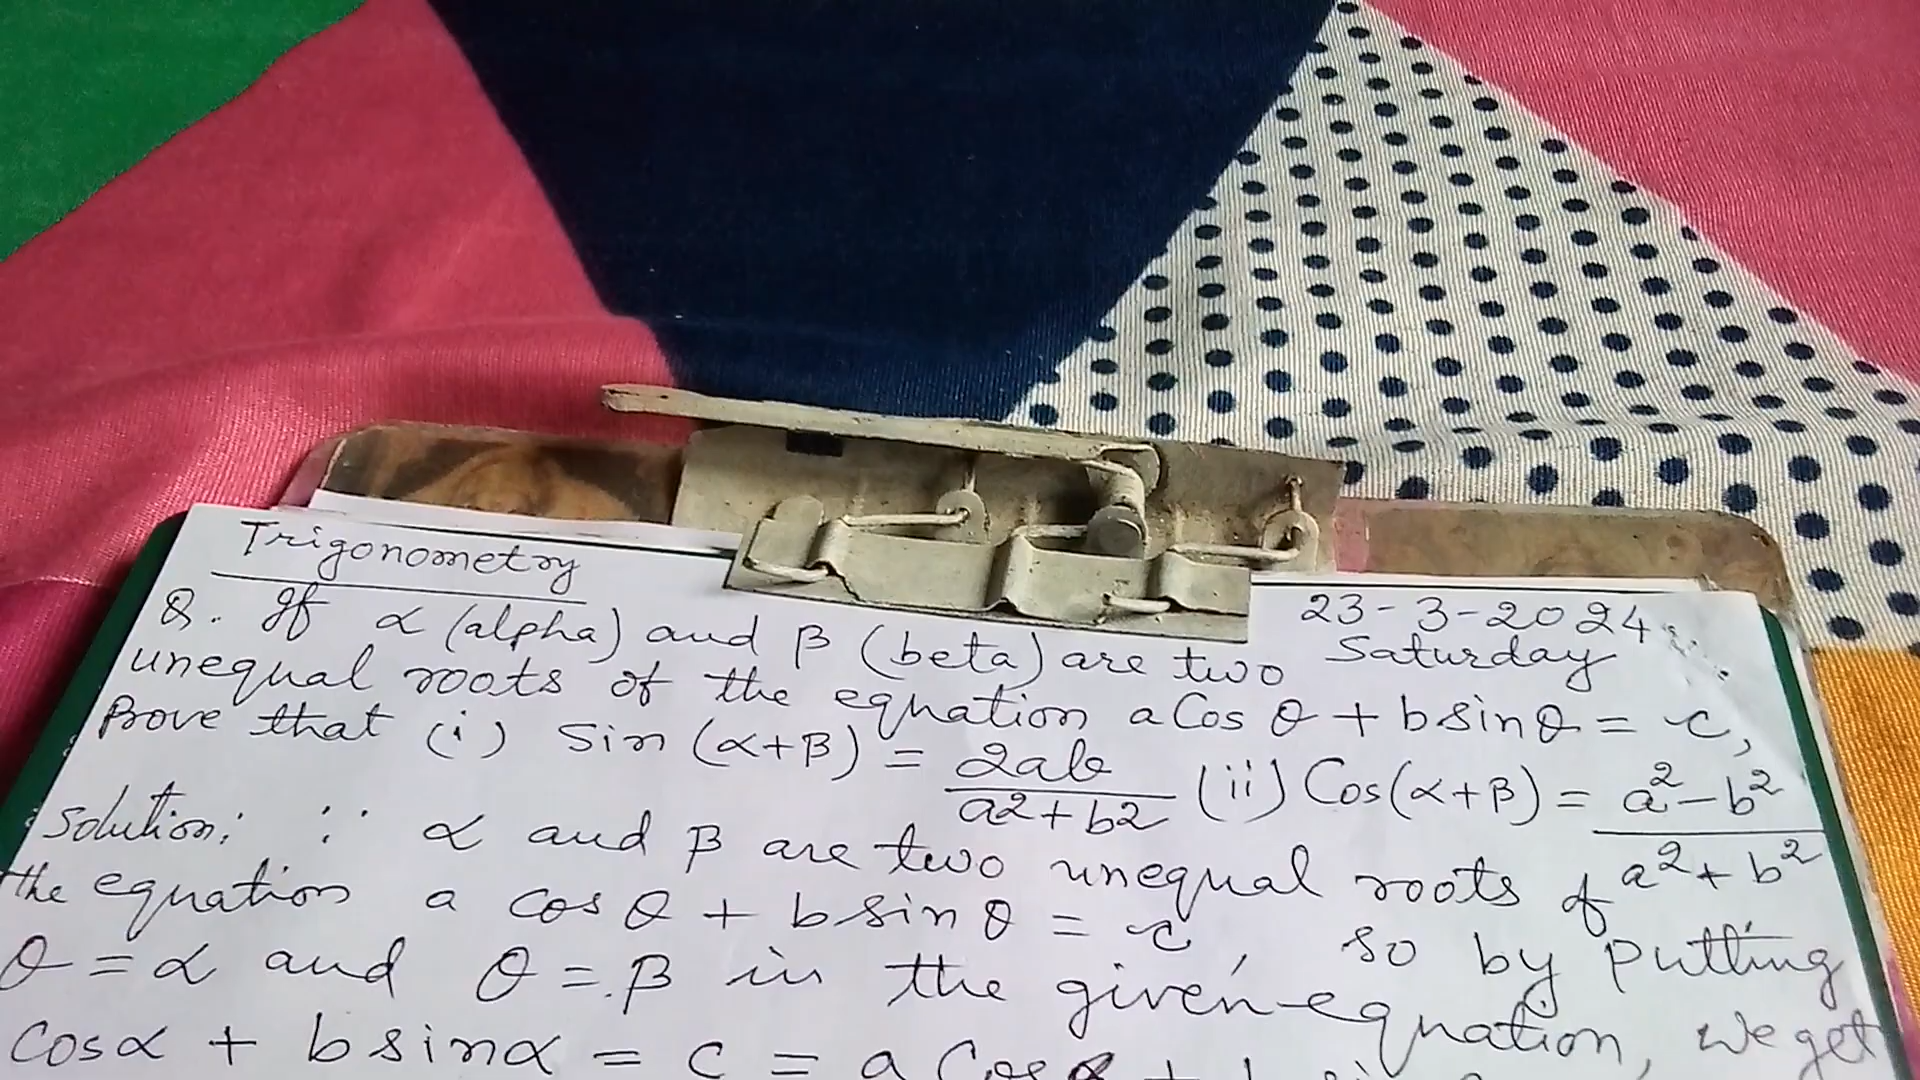 Trigonometry
23-3-2024
Saturday
Q. If α (alpha) and β (beta) are two
unequal roots of the equation a Cos θ + b sin θ = c,
Prove that (i) Sin (α+β) = 2ab / a²+b² (ii) Cos(α+β) = a²-b² / a²+b²
Solution: ∵ α and β are two unequal roots of
the equation a cos θ + b sin θ = c, so by putting
θ = α and θ = β in the given equation, we get
cosα + b sinα = c = a Cos